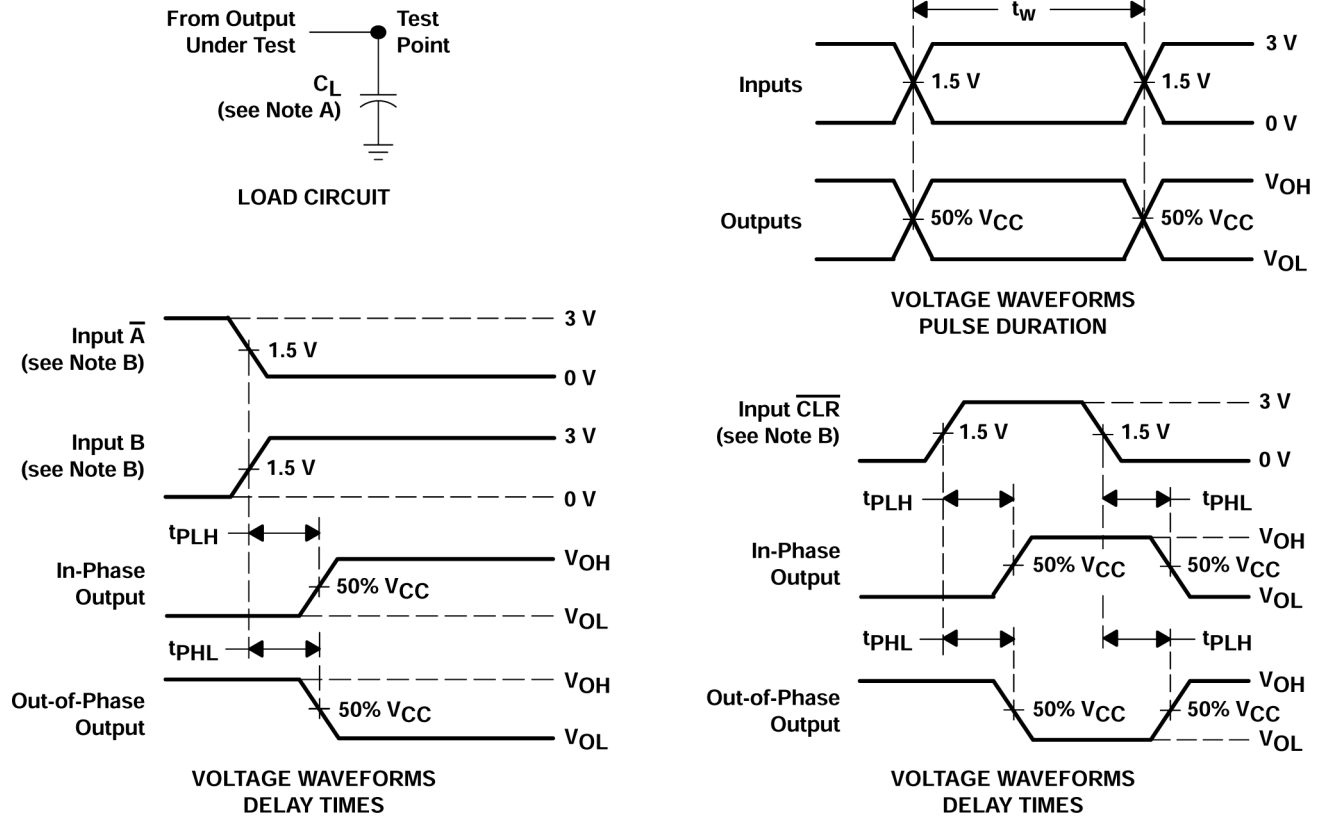 From Output
Under Test
Test
Point
CL
(see Note A)
LOAD CIRCUIT
tw
Inputs
1.5 V
1.5 V
3 V
0 V
Outputs
50% VCC
50% VCC
VOH
VOL
VOLTAGE WAVEFORMS
PULSE DURATION
Input A̅
(see Note B)
1.5 V
3 V
0 V
Input B
(see Note B)
1.5 V
3 V
0 V
tPLH
In-Phase
Output
50% VCC
VOH
VOL
tPHL
Out-of-Phase
Output
50% VCC
VOH
VOL
VOLTAGE WAVEFORMS
DELAY TIMES
Input C̅L̅R̅
(see Note B)
1.5 V
1.5 V
3 V
0 V
tPLH
tPHL
In-Phase
Output
50% VCC
50% VCC
VOH
VOL
tPHL
tPLH
Out-of-Phase
Output
50% VCC
50% VCC
VOH
VOL
VOLTAGE WAVEFORMS
DELAY TIMES